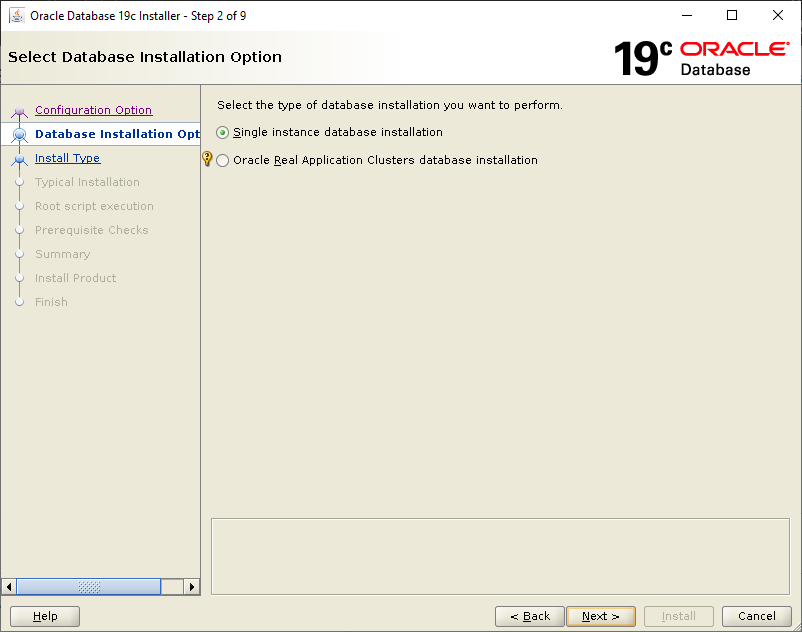 Oracle Database 19c Installer - Step 2 of 9
Select Database Installation Option
19c ORACLE®
Database
Configuration Option
Database Installation Opt
Install Type
Typical Installation
Root script execution
Prerequisite Checks
Summary
Install Product
Finish
Select the type of database installation you want to perform.
Single instance database installation
Oracle Real Application Clusters database installation
Help
< Back
Next >
Install
Cancel